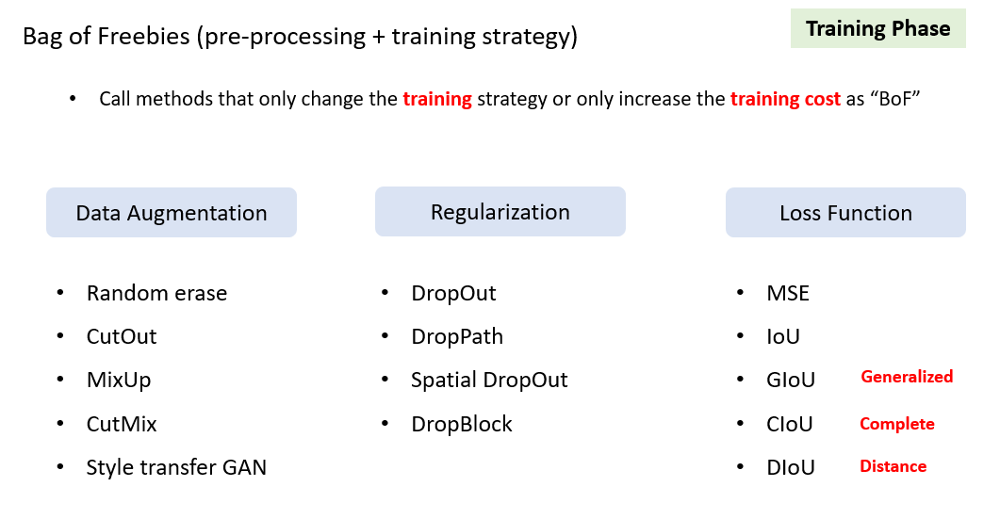 Bag of Freebies (pre-processing + training strategy)
Training Phase
• Call methods that only change the training strategy or only increase the training cost as “BoF”
Data Augmentation
• Random erase
• CutOut
• MixUp
• CutMix
• Style transfer GAN
Regularization
• DropOut
• DropPath
• Spatial DropOut
• DropBlock
Loss Function
• MSE
• IoU
• GIoU Generalized
• CIoU Complete
• DIoU Distance